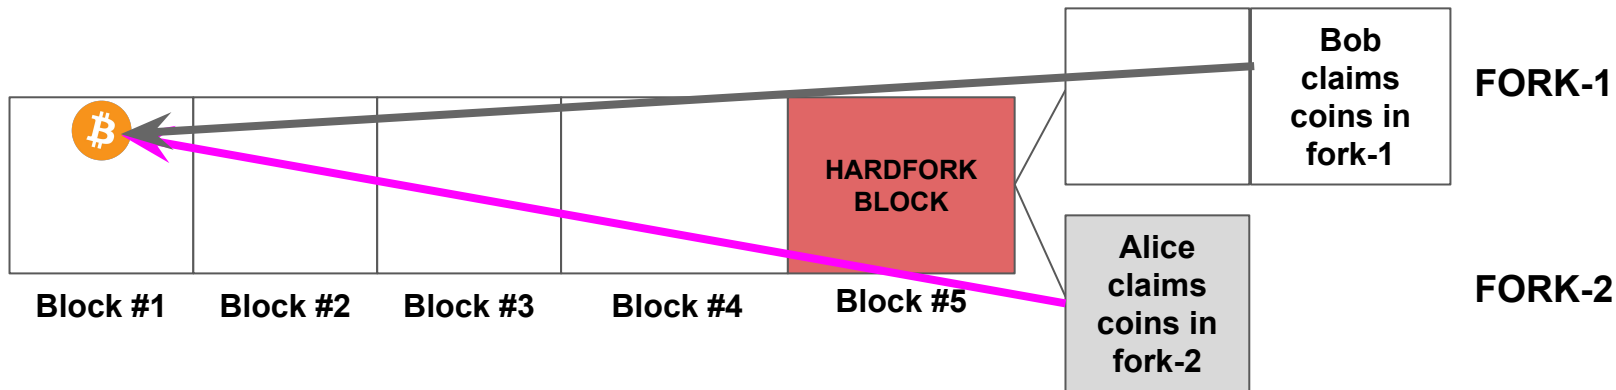 Bob
claims
coins in
fork-1
FORK-1
₿
HARDFORK
BLOCK
Alice
claims
coins in
fork-2
FORK-2
Block #1
Block #2
Block #3
Block #4
Block #5